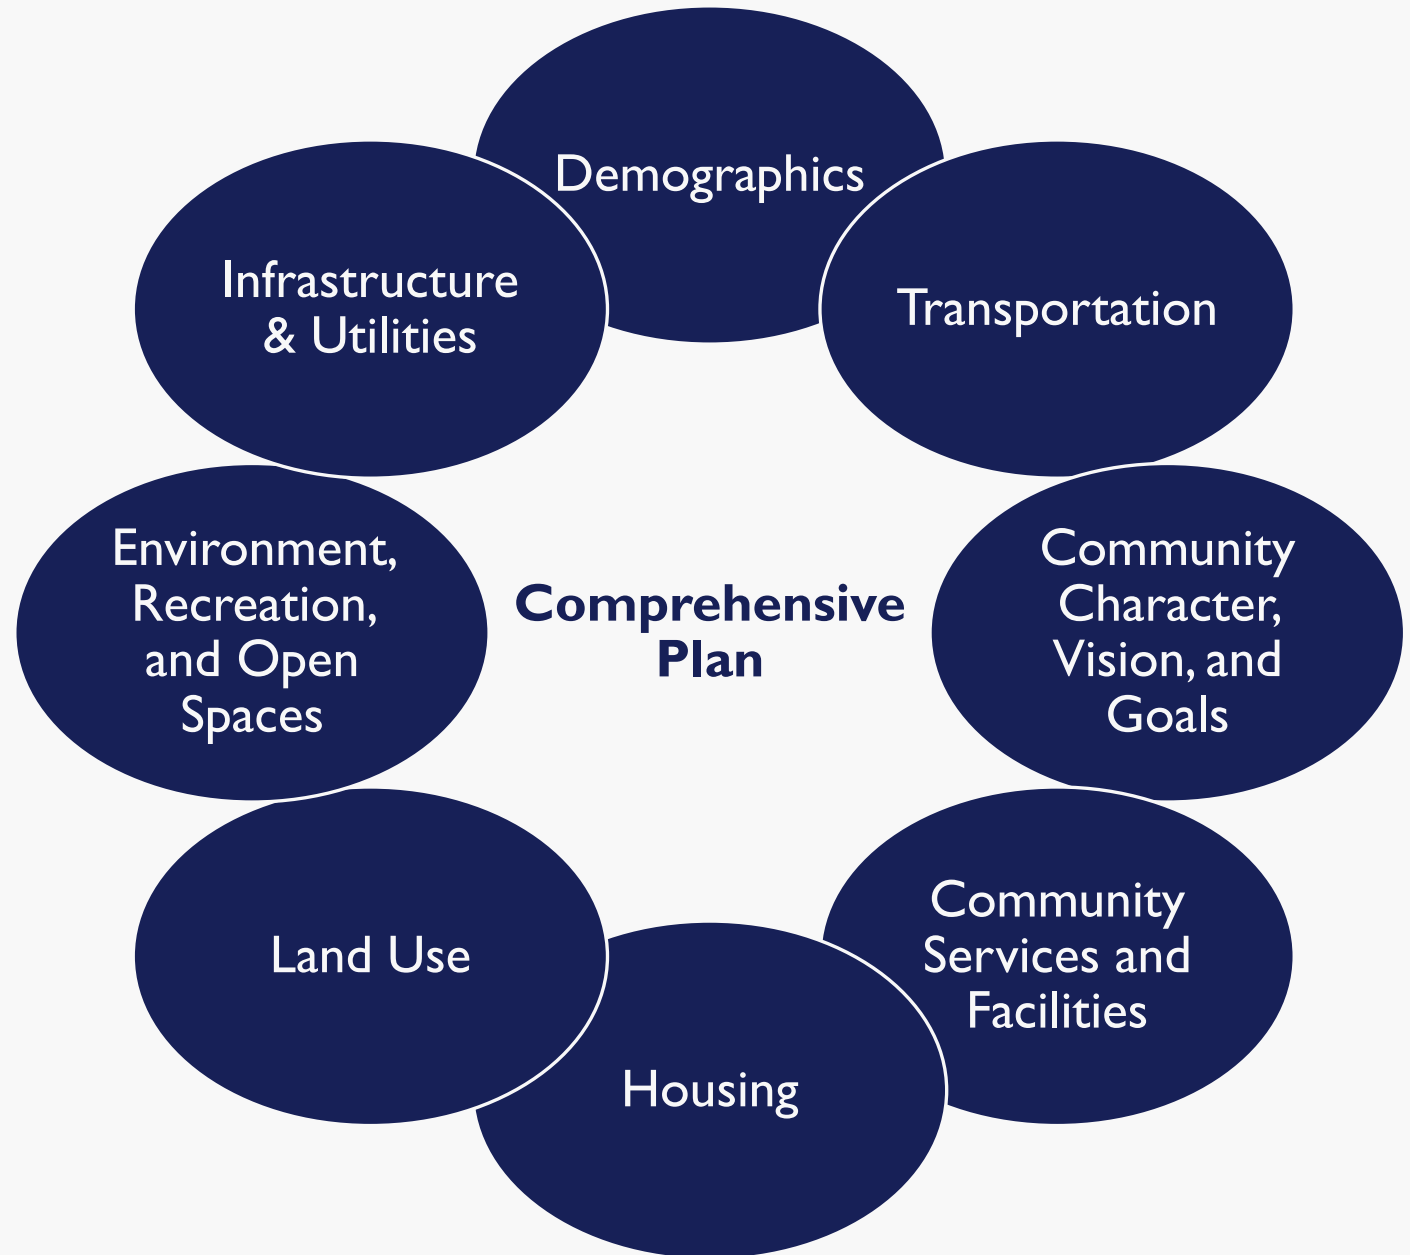 Demographics
Transportation
Community
Character,
Vision, and
Goals
Community
Services and
Facilities
Housing
Land Use
Environment,
Recreation,
and Open
Spaces
Infrastructure
& Utilities
Comprehensive
Plan